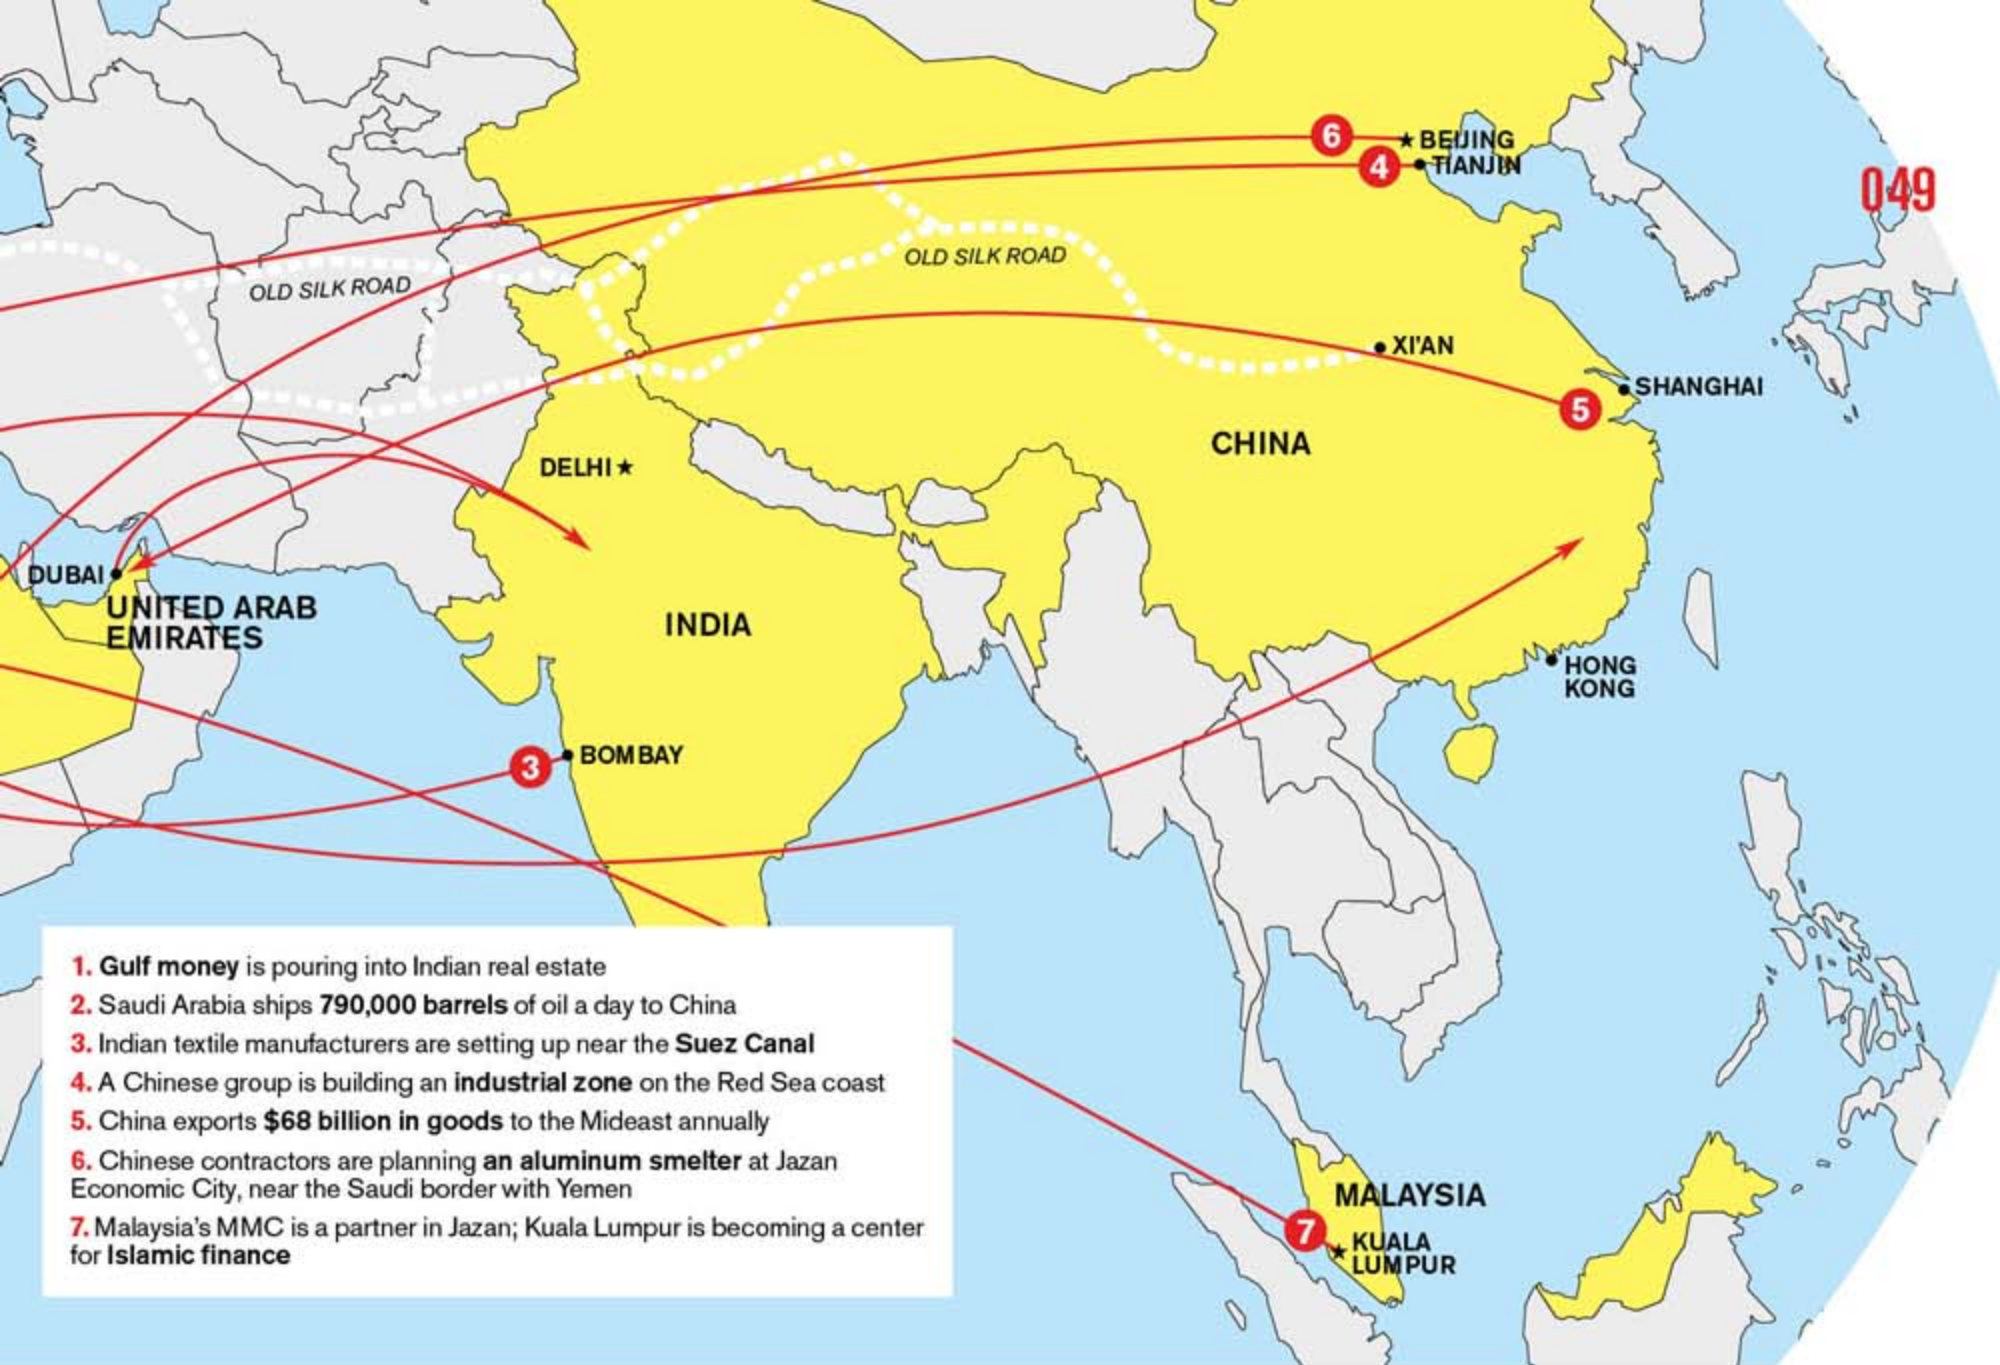 6
★ BEIJING
4
TIANJIN
049
OLD SILK ROAD
OLD SILK ROAD
XI'AN
SHANGHAI
5
CHINA
DELHI ★
DUBAI
UNITED ARAB
EMIRATES
INDIA
HONG
KONG
3
BOMBAY
1. Gulf money is pouring into Indian real estate
2. Saudi Arabia ships 790,000 barrels of oil a day to China
3. Indian textile manufacturers are setting up near the Suez Canal
4. A Chinese group is building an industrial zone on the Red Sea coast
5. China exports $68 billion in goods to the Mideast annually
6. Chinese contractors are planning an aluminum smelter at Jazan
Economic City, near the Saudi border with Yemen
7. Malaysia's MMC is a partner in Jazan; Kuala Lumpur is becoming a center
for Islamic finance
MALAYSIA
7
★ KUALA
LUMPUR